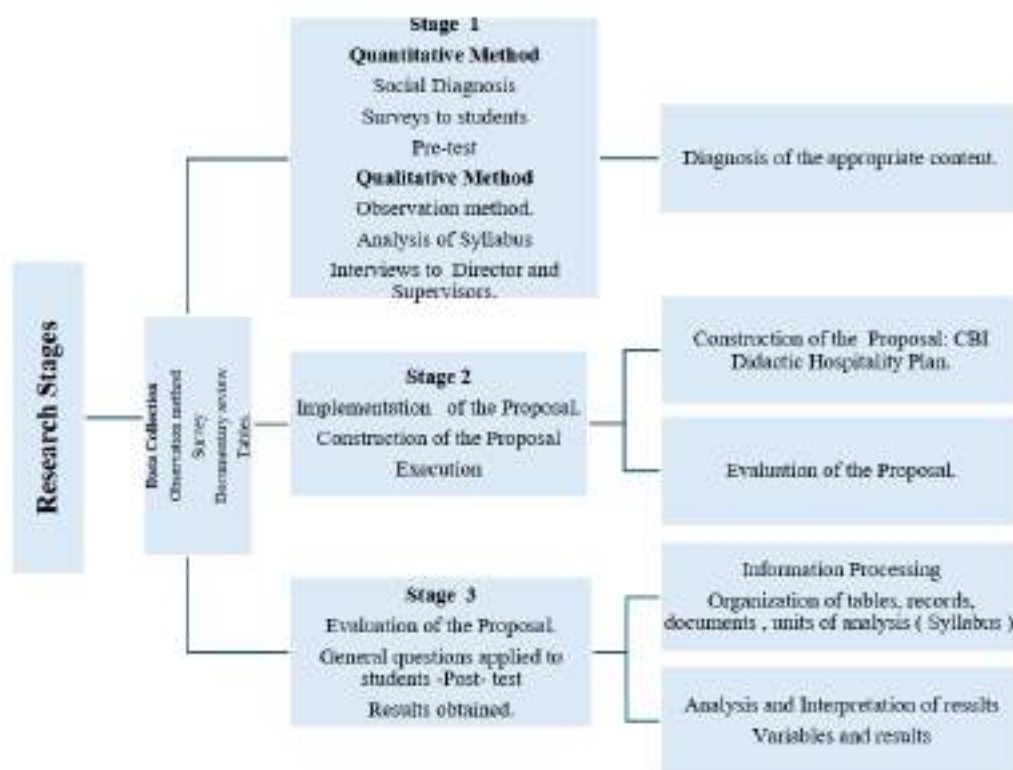 Research Stages
Data Collection
Observation method
Survey
Documentary review
Tables.
Stage 1
Quantitative Method
Social Diagnosis
Surveys to students
Pre-test
Qualitative Method
Observation method.
Analysis of Syllabus
Interviews to Director and
Supervisors.
Diagnosis of the appropriate content.
Stage 2
Implementation of the Proposal.
Construction of the Proposal
Execution
Construction of the Proposal: CBI
Didactic Hospitality Plan.
Evaluation of the Proposal.
Stage 3
Evaluation of the Proposal.
General questions applied to
students -Post- test
Results obtained.
Information Processing
Organization of tables, records,
documents , units of analysis ( Syllabus )
Analysis and Interpretation of results
Variables and results